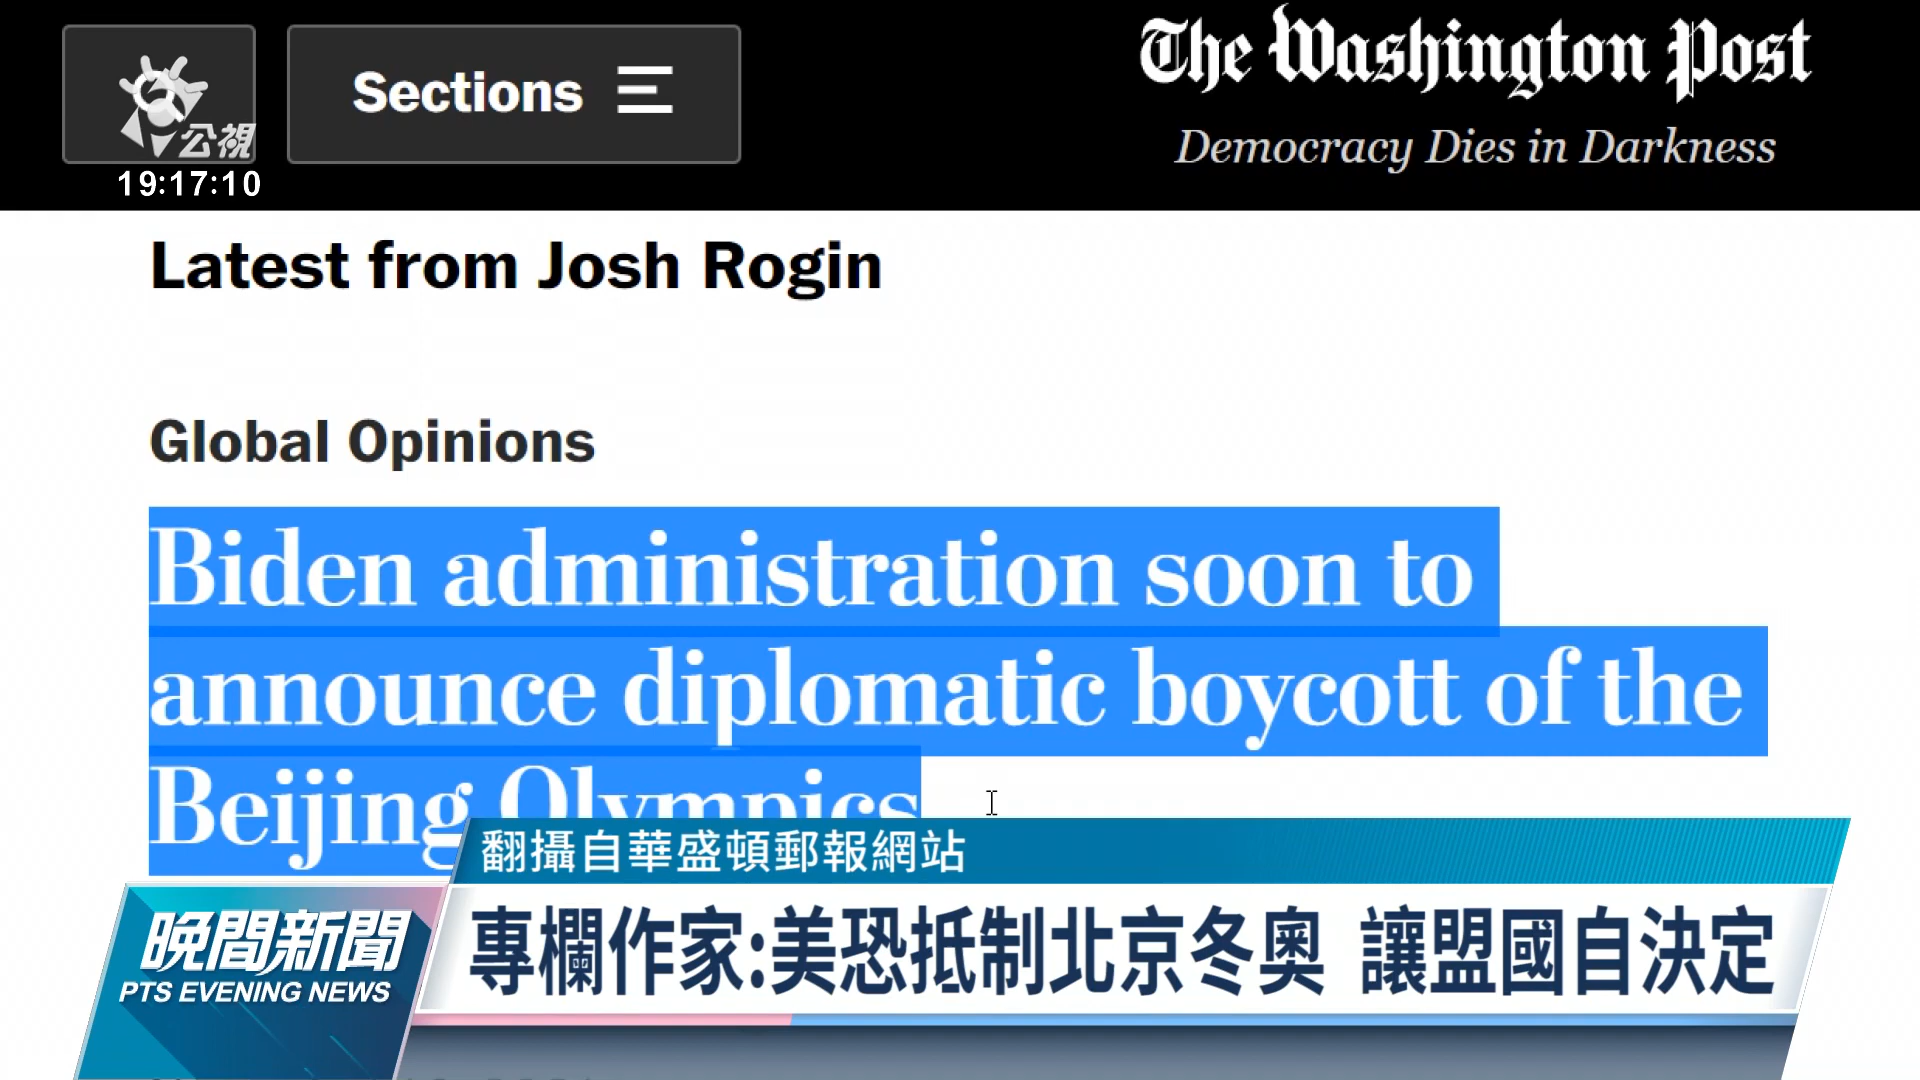 公視
19:17:10
Sections
The Washington Post
Democracy Dies in Darkness
Latest from Josh Rogin
Global Opinions
Biden administration soon to
announce diplomatic boycott of the
Beijing Olympics
翻攝自華盛頓郵報網站
晚間新聞
PTS EVENING NEWS
專欄作家:美恐抵制北京冬奧 讓盟國自決定